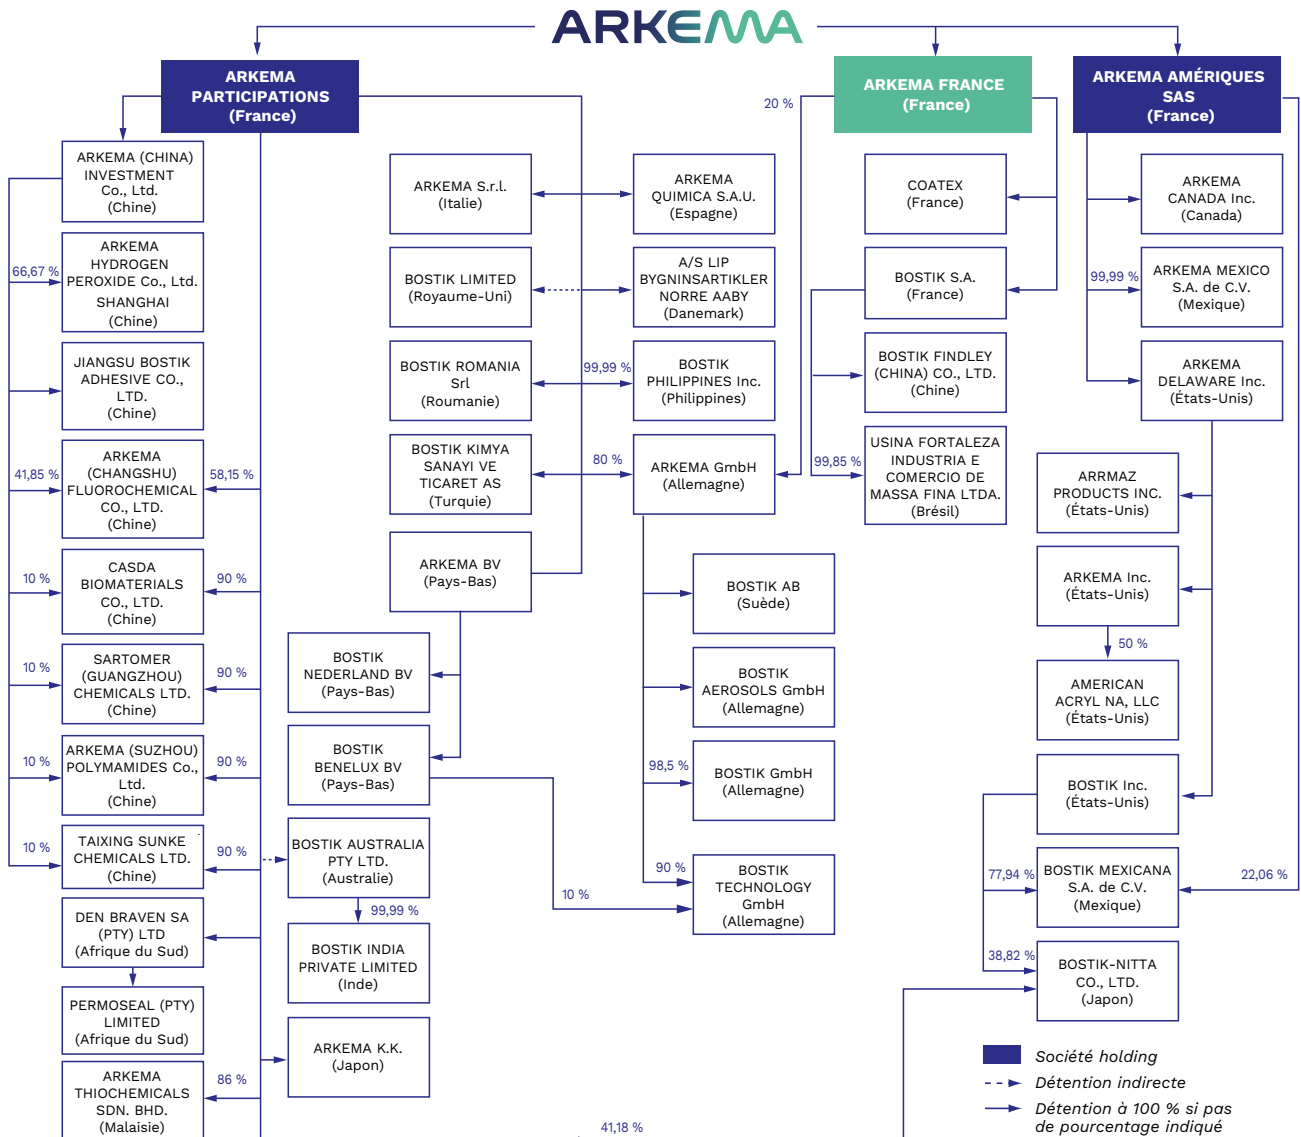 ARKEMA
ARKEMA
PARTICIPATIONS
(France)
ARKEMA FRANCE
(France)
ARKEMA AMÉRIQUES
SAS
(France)
20 %
ARKEMA (CHINA)
INVESTMENT
Co., Ltd.
(Chine)
66,67 %
ARKEMA
HYDROGEN
PEROXIDE Co., Ltd.
SHANGHAI
(Chine)
JIANGSU BOSTIK
ADHESIVE CO.,
LTD.
(Chine)
41,85 %
ARKEMA
(CHANGSHU)
FLUOROCHEMICAL
CO., LTD.
(Chine)
58,15 %
10 %
CASDA
BIOMATERIALS
CO., LTD.
(Chine)
90 %
10 %
SARTOMER
(GUANGZHOU)
CHEMICALS LTD.
(Chine)
90 %
10 %
ARKEMA (SUZHOU)
POLYMAMIDES Co.,
Ltd.
(Chine)
90 %
10 %
TAIXING SUNKE
CHEMICALS LTD.
(Chine)
90 %
DEN BRAVEN SA
(PTY) LTD
(Afrique du Sud)
PERMOSEAL (PTY)
LIMITED
(Afrique du Sud)
ARKEMA
THIOCHEMICALS
SDN. BHD.
(Malaisie)
86 %
ARKEMA S.r.l.
(Italie)
ARKEMA
QUIMICA S.A.U.
(Espagne)
BOSTIK LIMITED
(Royaume-Uni)
A/S LIP
BYGNINSARTIKLER
NORRE AABY
(Danemark)
BOSTIK ROMANIA
Srl
(Roumanie)
99,99 %
BOSTIK
PHILIPPINES Inc.
(Philippines)
BOSTIK KIMYA
SANAYI VE
TICARET AS
(Turquie)
80 %
ARKEMA GmbH
(Allemagne)
ARKEMA BV
(Pays-Bas)
BOSTIK
NEDERLAND BV
(Pays-Bas)
BOSTIK
BENELUX BV
(Pays-Bas)
BOSTIK AUSTRALIA
PTY LTD.
(Australie)
99,99 %
BOSTIK INDIA
PRIVATE LIMITED
(Inde)
ARKEMA K.K.
(Japon)
BOSTIK AB
(Suède)
BOSTIK
AEROSOLS GmbH
(Allemagne)
98,5 %
BOSTIK GmbH
(Allemagne)
90 %
10 %
BOSTIK
TECHNOLOGY
GmbH
(Allemagne)
COATEX
(France)
BOSTIK S.A.
(France)
BOSTIK FINDLEY
(CHINA) CO., LTD.
(Chine)
99,85 %
USINA FORTALEZA
INDUSTRIA E
COMERCIO DE
MASSA FINA LTDA.
(Brésil)
ARKEMA
CANADA Inc.
(Canada)
99,99 %
ARKEMA MEXICO
S.A. de C.V.
(Mexique)
ARKEMA
DELAWARE Inc.
(États-Unis)
ARRMAZ
PRODUCTS INC.
(États-Unis)
ARKEMA Inc.
(États-Unis)
50 %
AMERICAN
ACRYL NA, LLC
(États-Unis)
BOSTIK Inc.
(États-Unis)
77,94 %
BOSTIK MEXICANA
S.A. de C.V.
(Mexique)
22,06 %
38,82 %
BOSTIK-NITTA
CO., LTD.
(Japon)
41,18 %
Société holding
Détention indirecte
Détention à 100 % si pas
de pourcentage indiqué